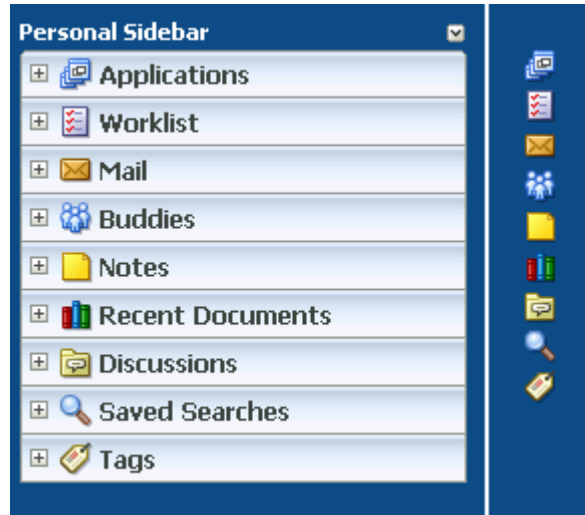 Personal Sidebar
Applications
Worklist
Mail
Buddies
Notes
Recent Documents
Discussions
Saved Searches
Tags